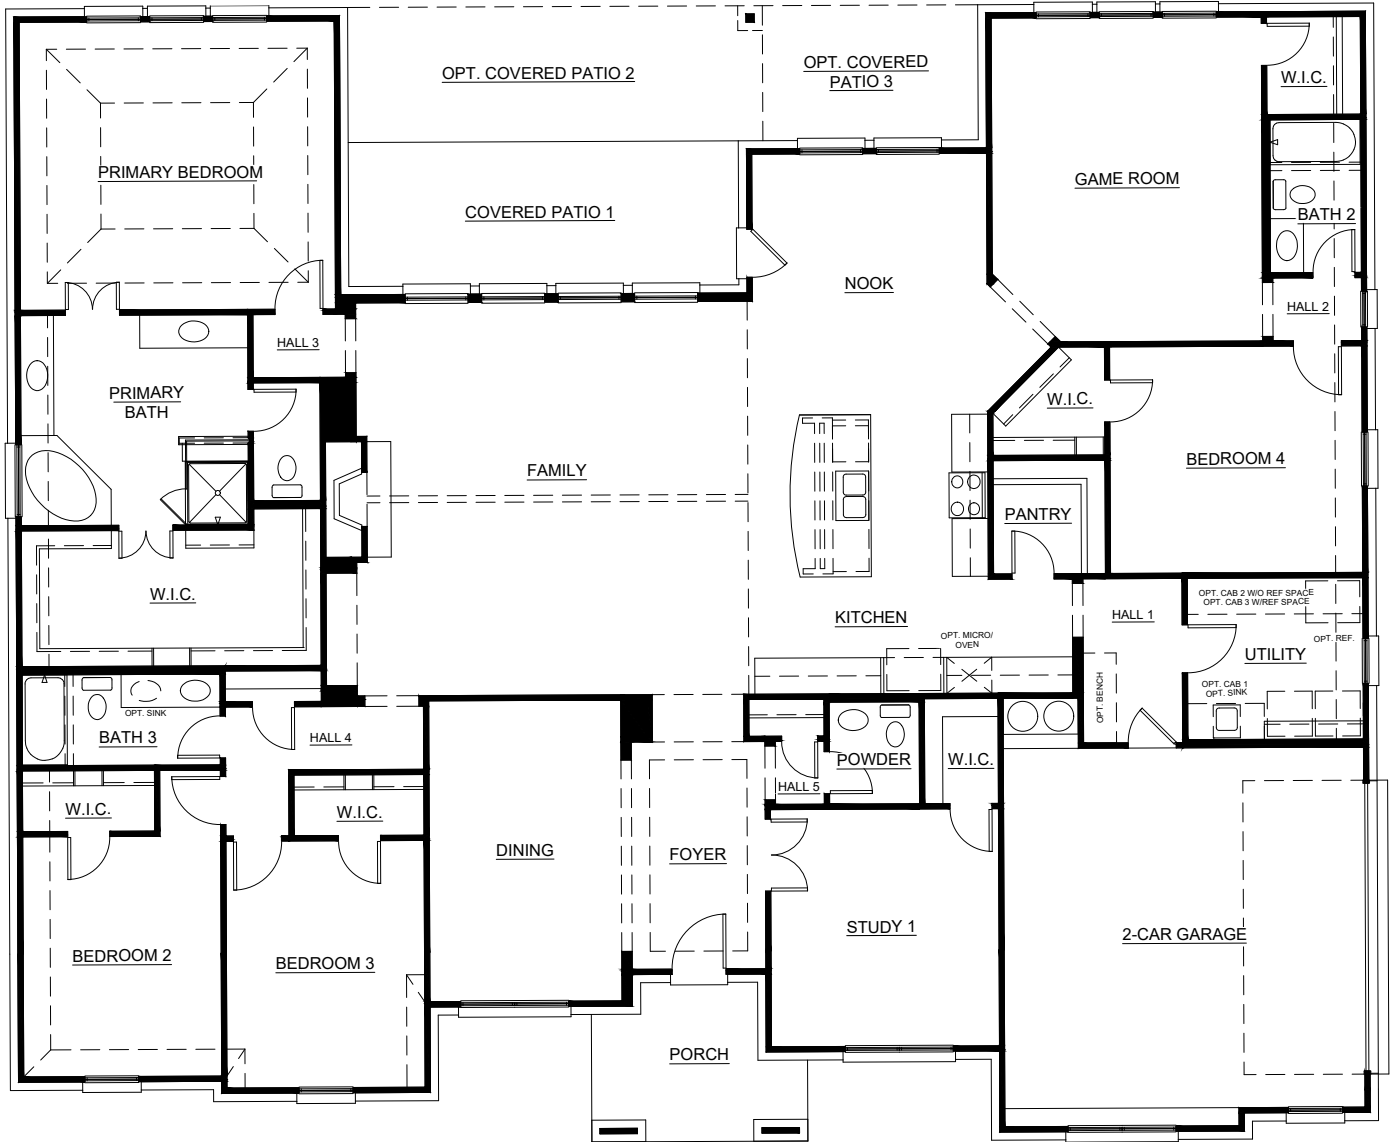 OPT. COVERED PATIO 2
OPT. COVERED
PATIO 3
W.I.C.
PRIMARY BEDROOM
GAME ROOM
COVERED PATIO 1
BATH 2
NOOK
HALL 2
HALL 3
PRIMARY
BATH
W.I.C.
FAMILY
BEDROOM 4
PANTRY
W.I.C.
OPT. CAB 2 W/O REF SPACE
OPT. CAB 3 W/REF SPACE
HALL 1
KITCHEN
OPT. MICRO/
OVEN
OPT. REF.
UTILITY
OPT. CAB 1
OPT. SINK
OPT. BENCH
OPT. SINK
BATH 3
HALL 4
POWDER
W.I.C.
HALL 5
W.I.C.
W.I.C.
DINING
FOYER
STUDY 1
2-CAR GARAGE
BEDROOM 2
BEDROOM 3
PORCH